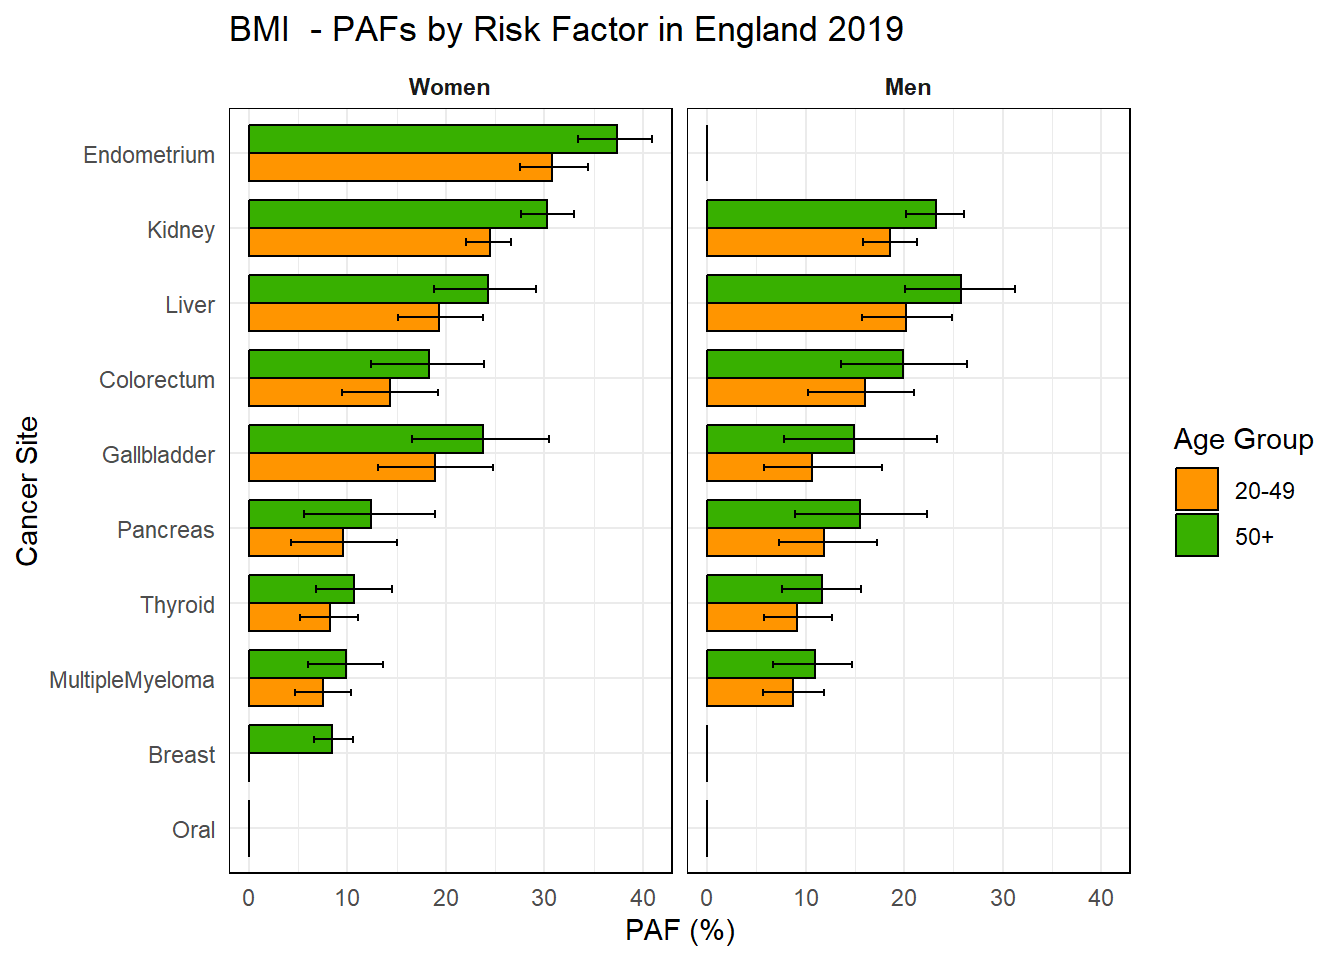 BMI  - PAFs by Risk Factor in England 2019
Women
Men
Endometrium
Kidney
Liver
Colorectum
Gallbladder
Pancreas
Thyroid
MultipleMyeloma
Breast
Oral
Cancer Site
0 10 20 30 40
0 10 20 30 40
PAF (%)
Age Group
20-49
50+